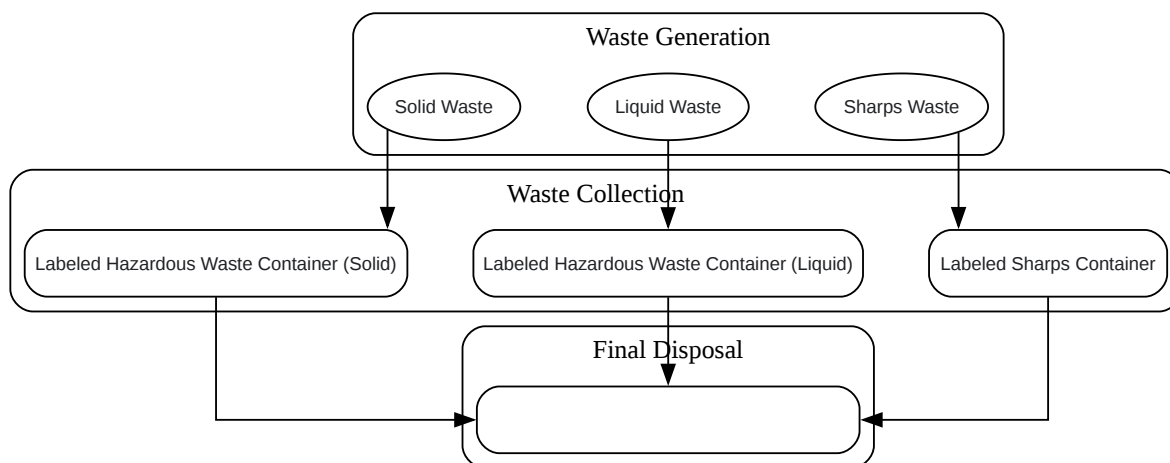 Waste Generation
Solid Waste
Liquid Waste
Sharps Waste
Waste Collection
Labeled Hazardous Waste Container (Solid)
Labeled Hazardous Waste Container (Liquid)
Labeled Sharps Container
Final Disposal